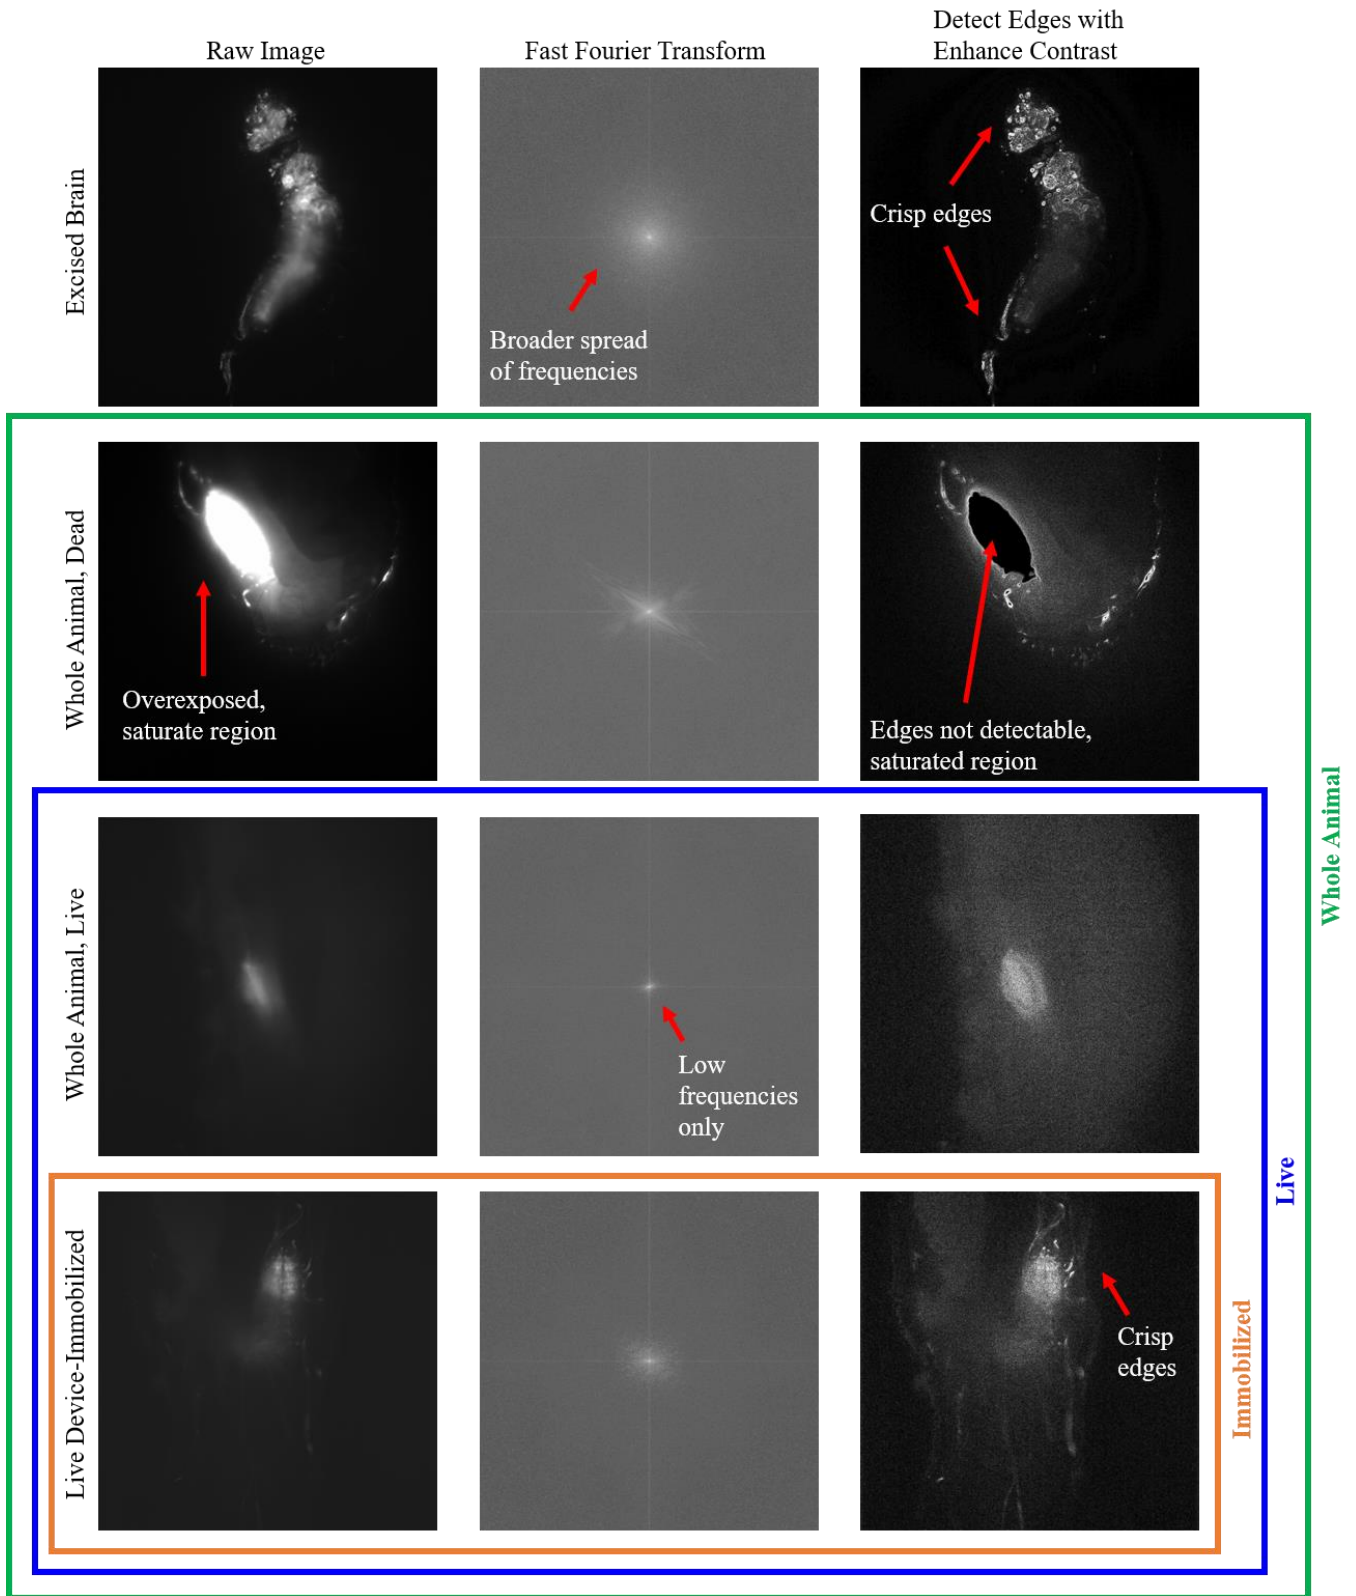 Raw Image
Fast Fourier Transform
Detect Edges with
Enhance Contrast
Excised Brain
Broader spread
of frequencies
Crisp edges
Whole Animal, Dead
Overexposed,
saturate region
Edges not detectable,
saturated region
Whole Animal
Whole Animal, Live
Low
frequencies
only
Live
Live Device-Immobilized
Crisp
edges
Immobilized